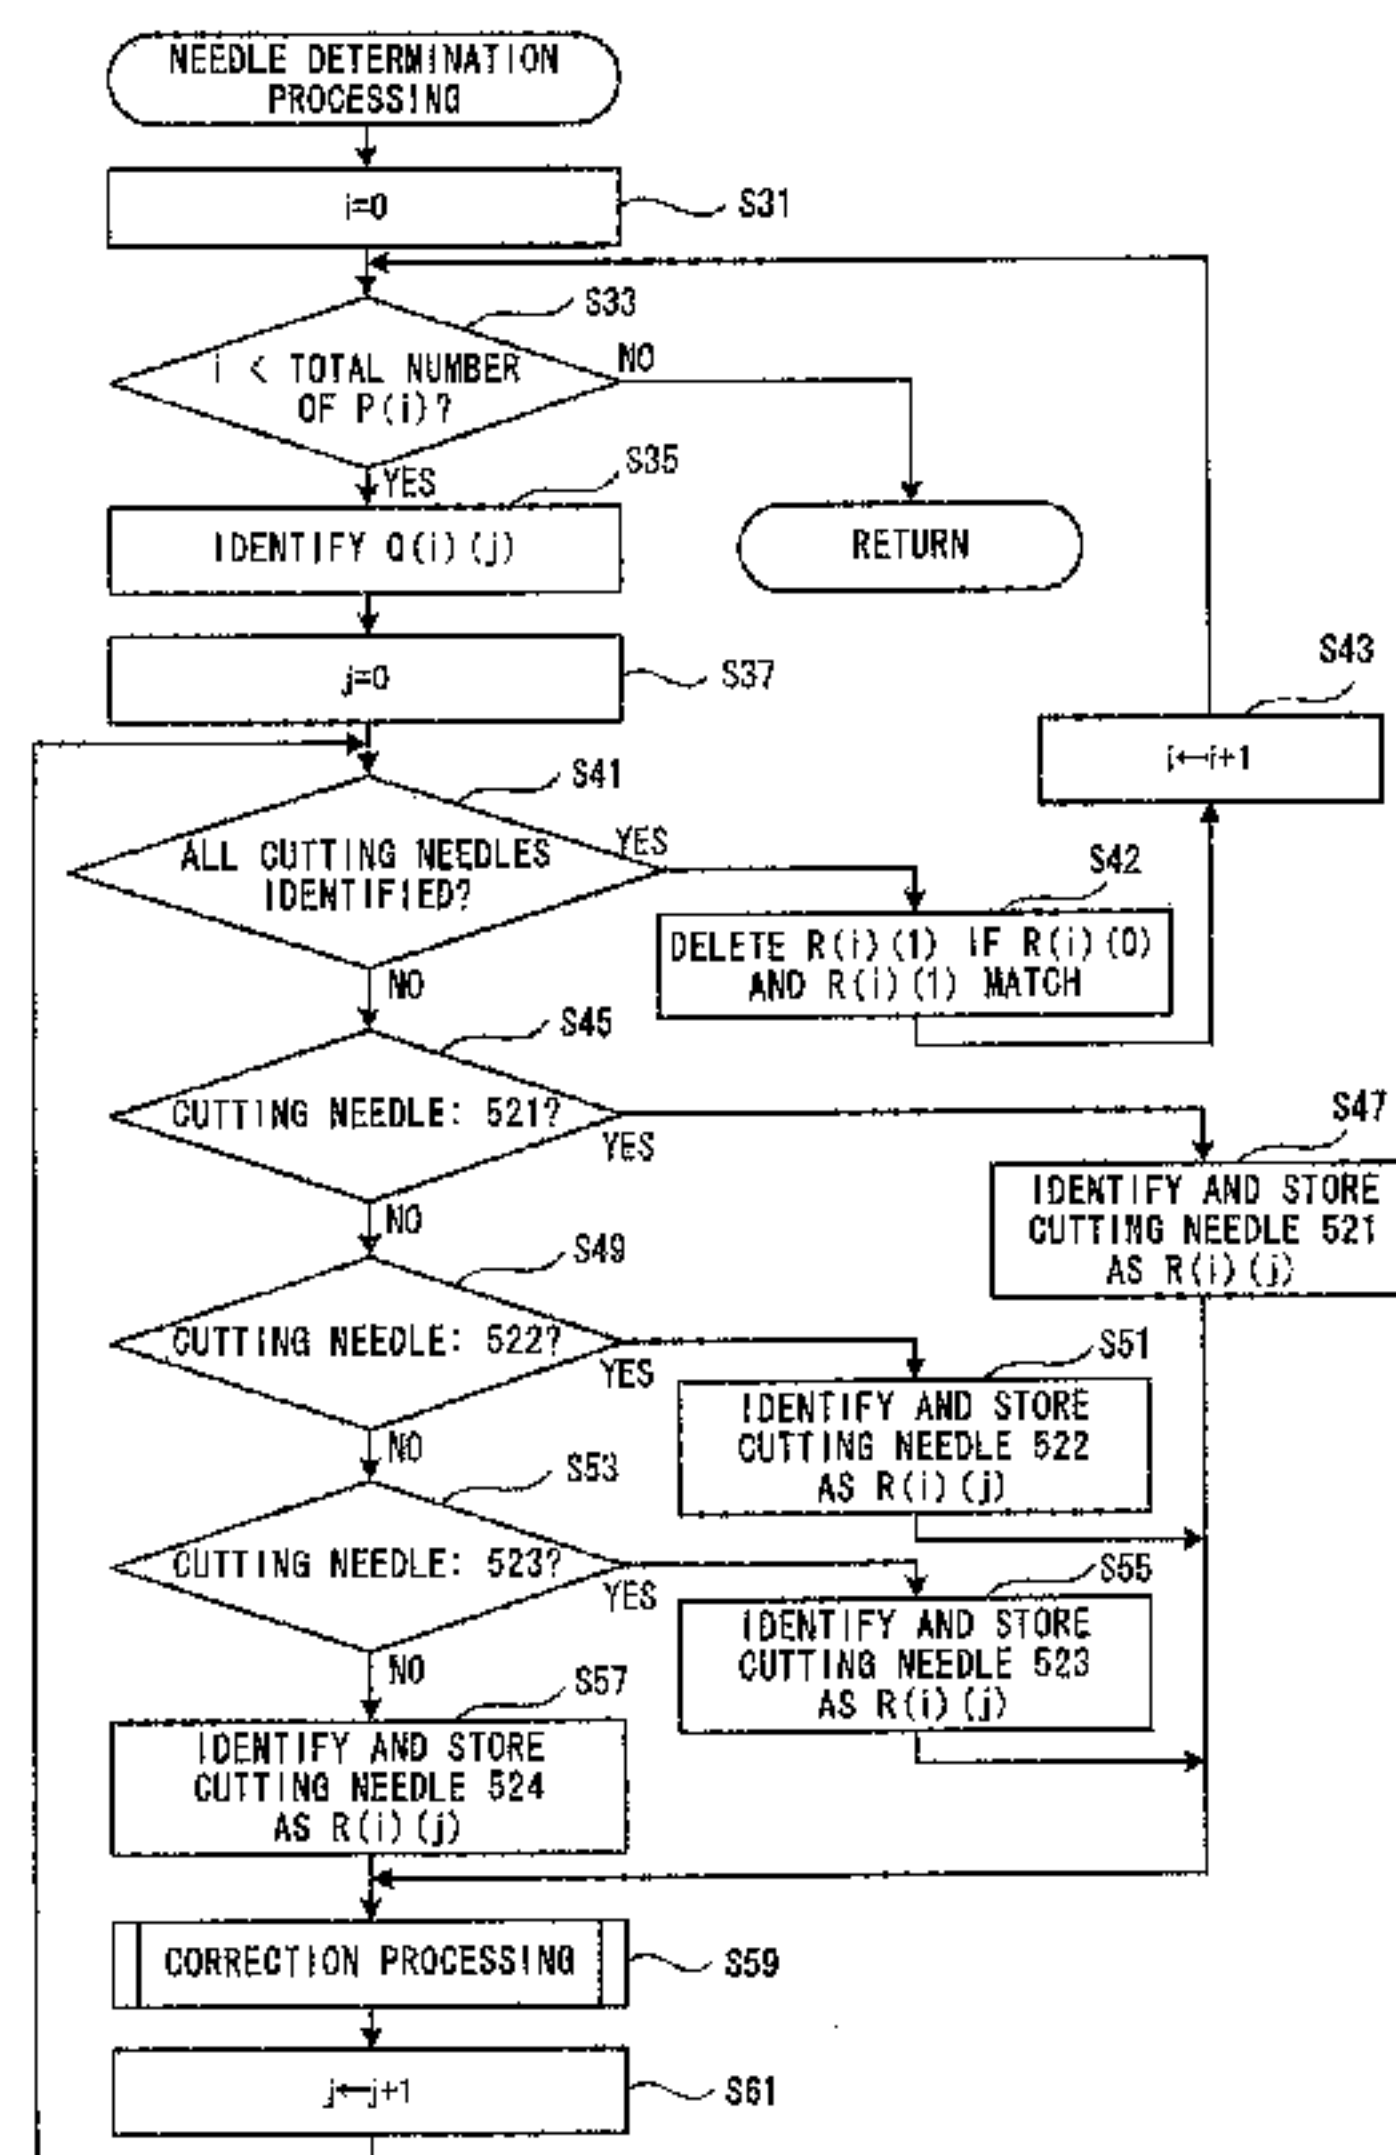 NEEDLE DETERMINATION
PROCESSING
i=0
S31
S33
i < TOTAL NUMBER
OF P(i)?
NO
YES
S35
IDENTIFY Q(i)(j)
RETURN
j=0
S37
S43
i←i+1
S41
ALL CUTTING NEEDLES
IDENTIFIED?
YES
S42
DELETE R(i)(1) IF R(i)(0)
AND R(i)(1) MATCH
NO
S45
CUTTING NEEDLE: 521?
YES
S47
IDENTIFY AND STORE
CUTTING NEEDLE 521
AS R(i)(j)
NO
S49
CUTTING NEEDLE: 522?
YES
S51
IDENTIFY AND STORE
CUTTING NEEDLE 522
AS R(i)(j)
NO
S53
CUTTING NEEDLE: 523?
YES
S55
IDENTIFY AND STORE
CUTTING NEEDLE 523
AS R(i)(j)
NO
S57
IDENTIFY AND STORE
CUTTING NEEDLE 524
AS R(i)(j)
CORRECTION PROCESSING
S59
j←j+1
S61